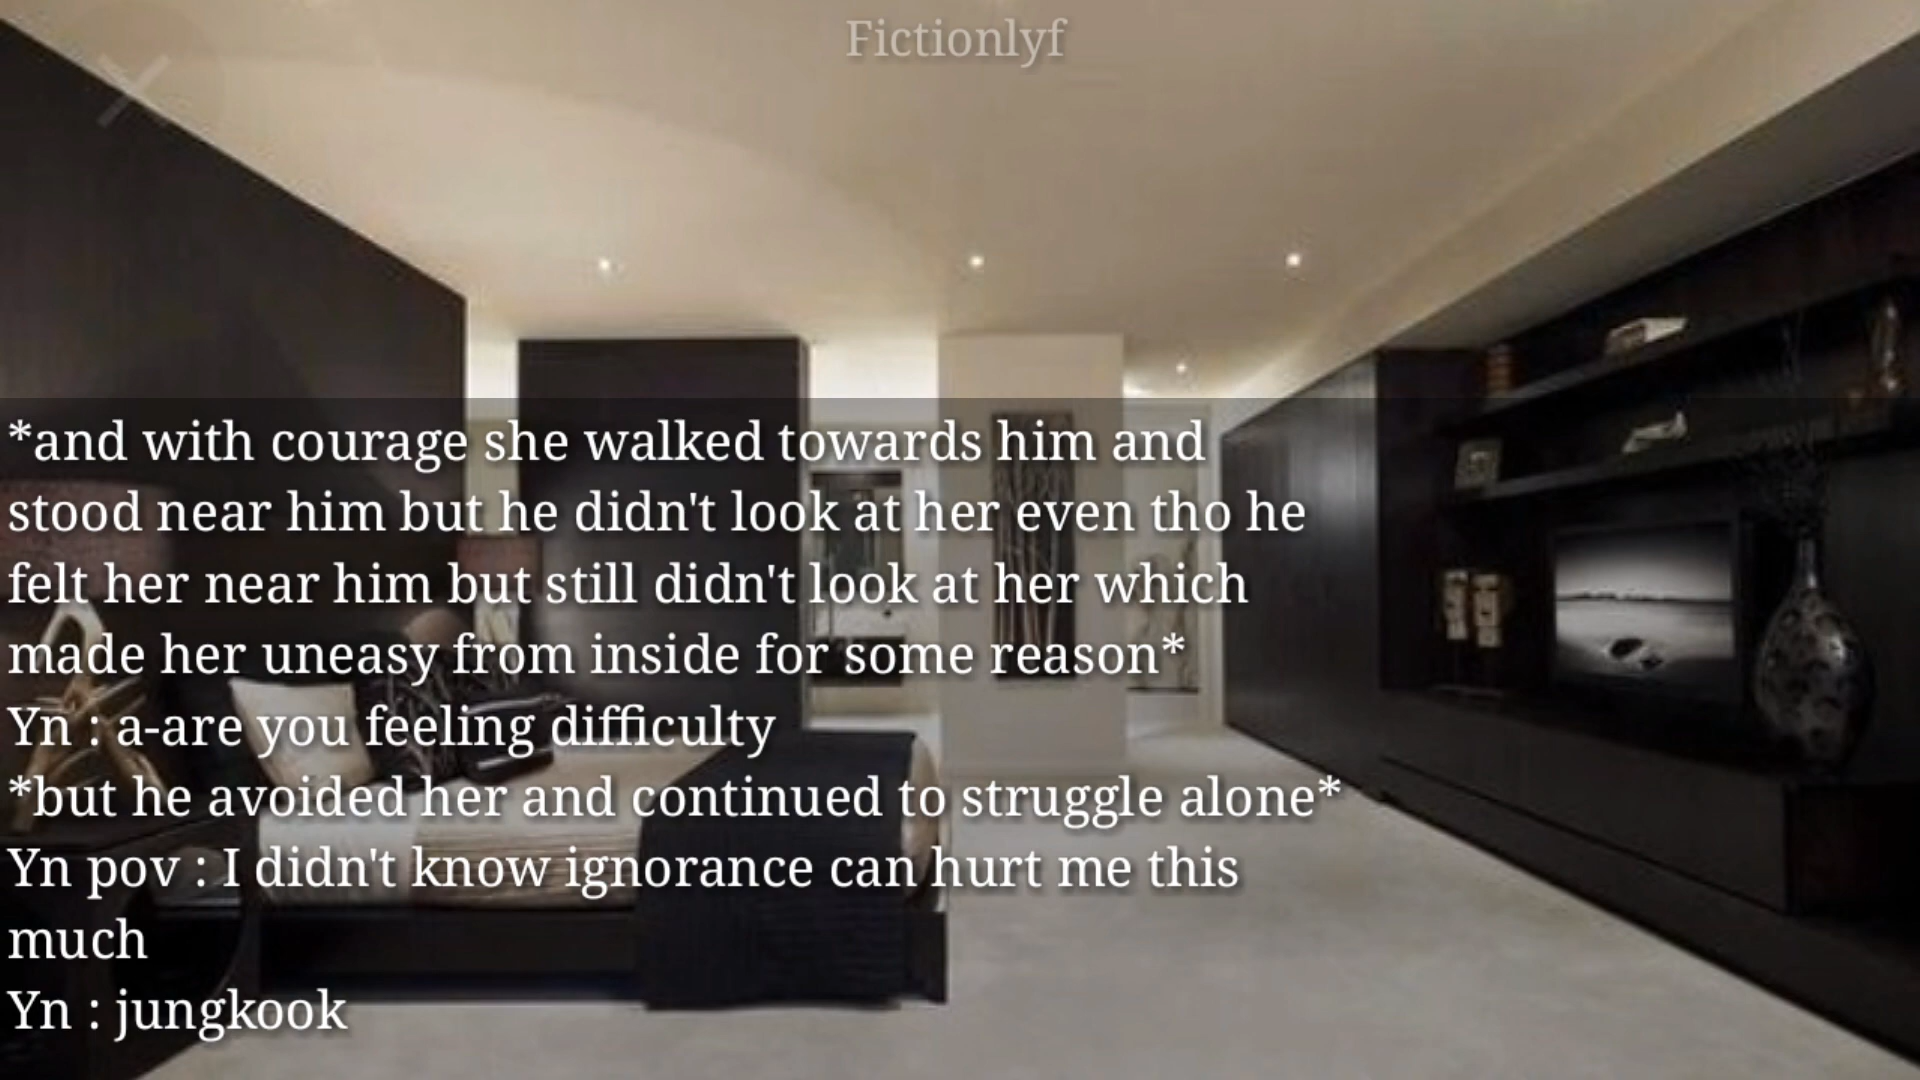 Fictionlyf
*and with courage she walked towards him and
stood near him but he didn't look at her even tho he
felt her near him but still didn't look at her which
made her uneasy from inside for some reason*
Yn : a-are you feeling difficulty
*but he avoided her and continued to struggle alone*
Yn pov : I didn't know ignorance can hurt me this
much
Yn : jungkook